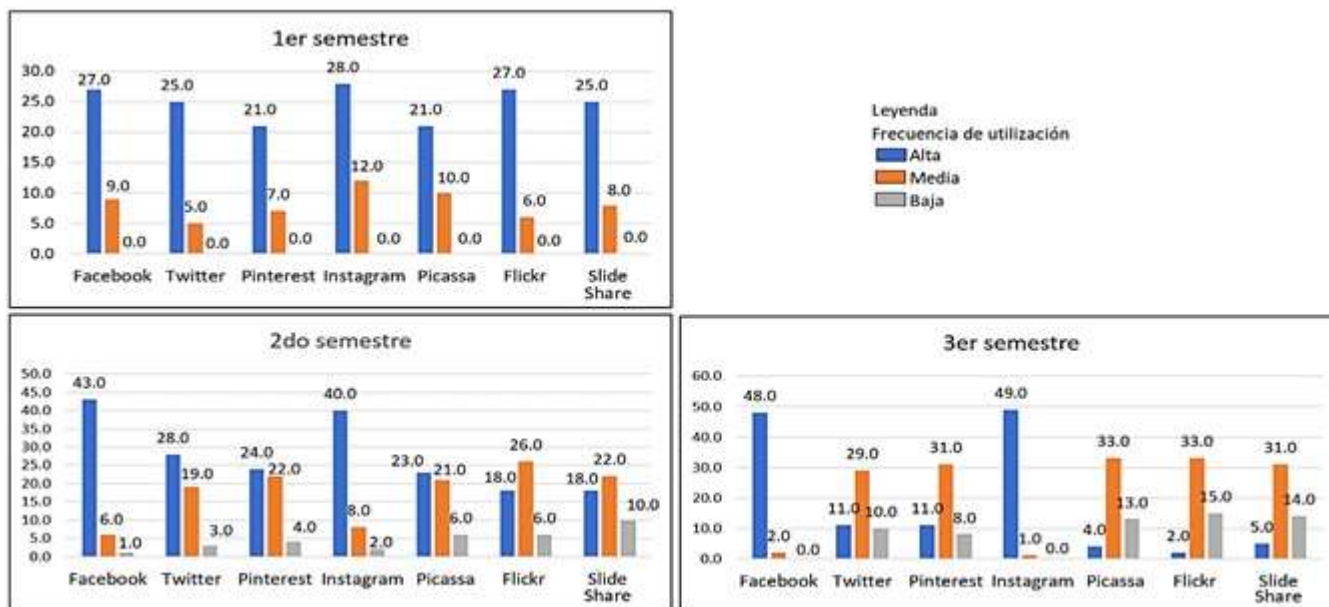 1er semestre
30.0
25.0
20.0
15.0
10.0
5.0
0.0
27.0 9.0 0.0
25.0 5.0 0.0
21.0 7.0 0.0
28.0 12.0 0.0
21.0 10.0 0.0
27.0 6.0 0.0
25.0 8.0 0.0
Facebook Twitter Pinterest Instagram Picassa Flickr Slide
Share
Leyenda
Frecuencia de utilización
Alta
Media
Baja
2do semestre
50.0
45.0
40.0
35.0
30.0
25.0
20.0
15.0
10.0
5.0
0.0
43.0 6.0 1.0
28.0 19.0 3.0
24.0 22.0 4.0
40.0 8.0 2.0
23.0 21.0 6.0
18.0 26.0 6.0
18.0 22.0 10.0
Facebook Twitter Pinterest Instagram Picassa Flickr Slide
Share
3er semestre
60.0
50.0
40.0
30.0
20.0
10.0
0.0
48.0 2.0 0.0
11.0 29.0 10.0
11.0 31.0 8.0
49.0 1.0 0.0
4.0 33.0 13.0
2.0 33.0 15.0
5.0 31.0 14.0
Facebook Twitter Pinterest Instagram Picassa Flickr Slide
Share